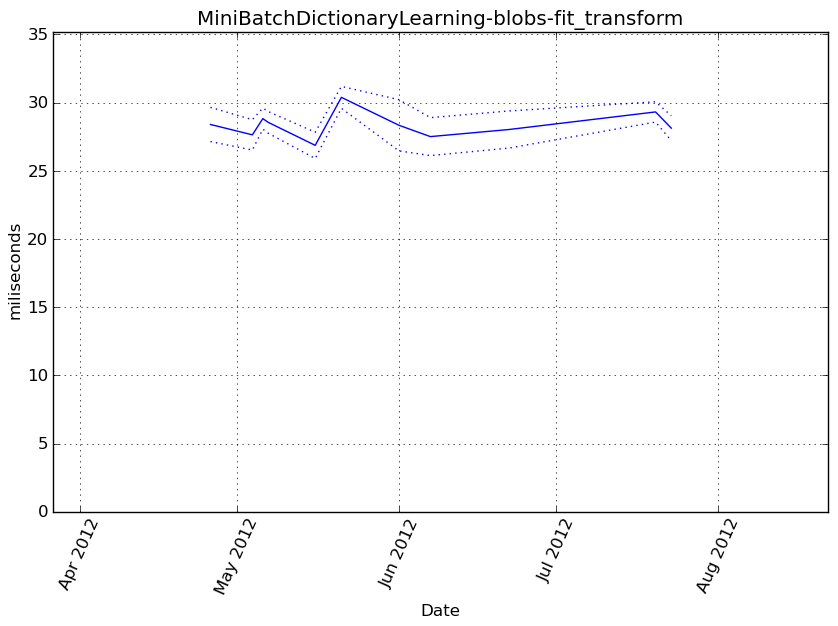 MiniBatchDictionaryLearning-blobs-fit_transform
35
30
25
20
15
10
5
0
miliseconds
Apr 2012
May 2012
Jun 2012
Jul 2012
Aug 2012
Date